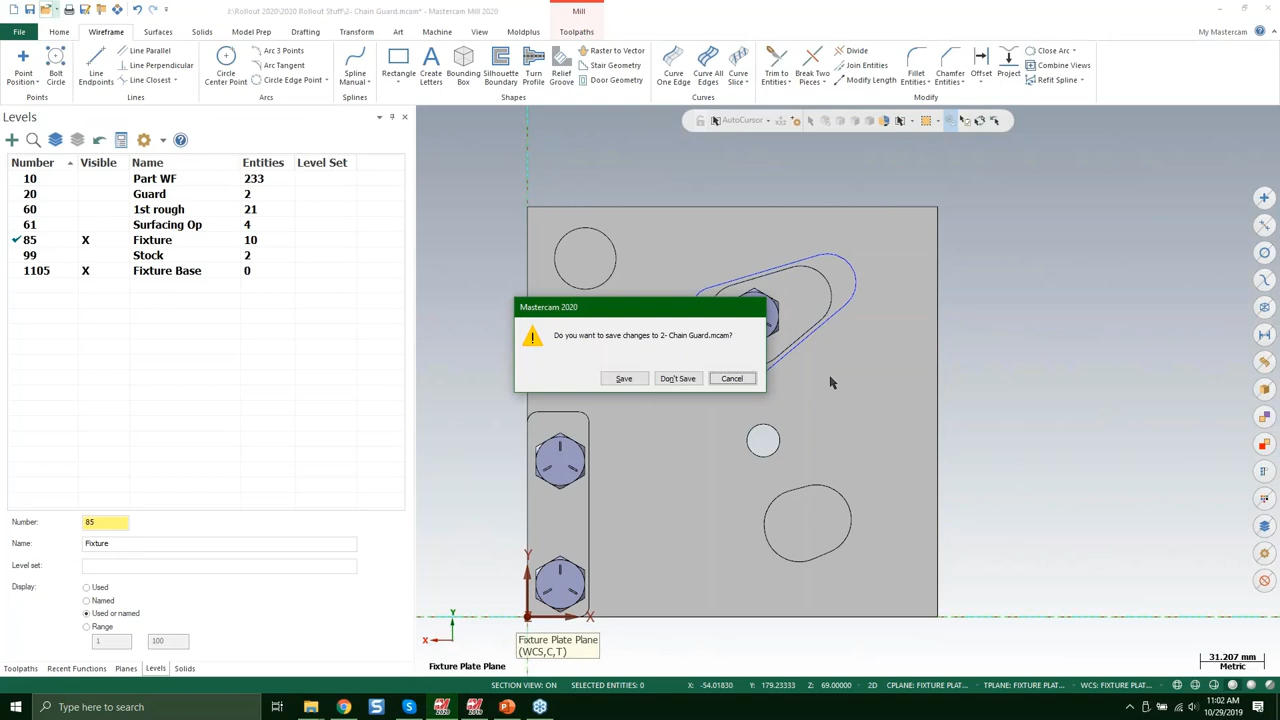 J:\Rollout 2020\2020 Rollout Stuff\2- Chain Guard.mcam* - Mastercam Mill 2020
Mill
File
Home
Wireframe
Surfaces
Solids
Model Prep
Drafting
Transform
Art
Machine
View
Moldplus
Toolpaths
My Mastercam
Point Position
Bolt Circle
Points
Line Endpoints
Line Parallel
Line Perpendicular
Line Closest
Lines
Circle Center Point
Arc 3 Points
Arc Tangent
Circle Edge Point
Arcs
Spline Manual
Splines
Rectangle
Create Letters
Bounding Box
Silhouette Boundary
Turn Profile
Relief Groove
Raster to Vector
Stair Geometry
Door Geometry
Shapes
Curve One Edge
Curve All Edges
Curve Slice
Curves
Trim to Entities
Break Two Pieces
Divide
Join Entities
Modify Length
Fillet Entities
Chamfer Entities
Offset
Project
Close Arc
Combine Views
Refit Spline
Modify
Levels
AutoCursor
Number Visible Name Entities Level Set
10 Part WF 233
20 Guard 2
60 1st rough 21
61 Surfacing Op 4
85 X Fixture 10
99 Stock 2
1105 X Fixture Base 0
Mastercam 2020
Do you want to save changes to 2- Chain Guard.mcam?
Save
Don't Save
Cancel
Number: 85
Name: Fixture
Level set:
Display: Used
Named
Used or named
Range
1 100
Y
X
Fixture Plate Plane
(WCS,C,T)
Y
X
Fixture Plate Plane
31.207 mm
Metric
Toolpaths
Recent Functions
Planes
Levels
Solids
SECTION VIEW: ON
SELECTED ENTITIES: 0
X: -54.01830
Y: 179.23333
Z: 69.00000
2D
CPLANE: FIXTURE PLAT...
TPLANE: FIXTURE PLAT...
WCS: FIXTURE PLAT...
Type here to search
11:02 AM
10/29/2019